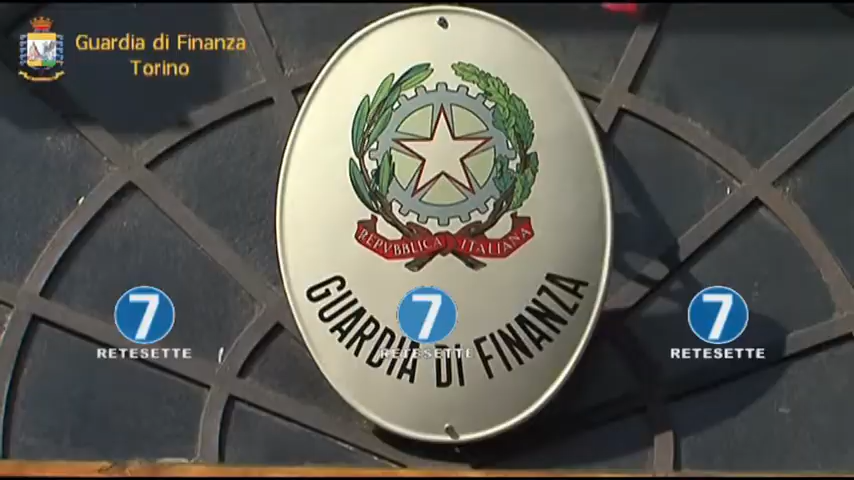 Guardia di Finanza
Torino
REPVBBLICA ITALIANA
GUARDIA DI FINANZA
7
RETESETTE
7
RETESETTE
7
RETESETTE